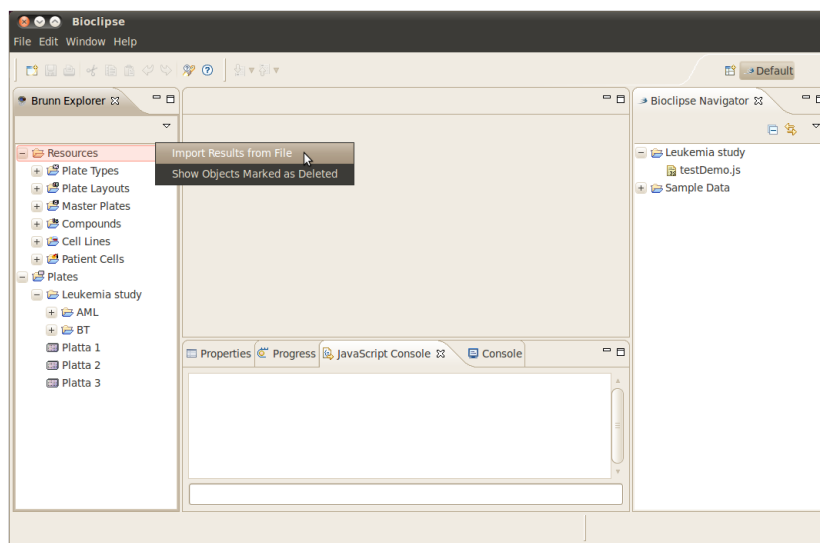 Bioclipse
File Edit Window Help
Default
Brunn Explorer
Resources
Plate Types
Plate Layouts
Master Plates
Compounds
Cell Lines
Patient Cells
Plates
Leukemia study
AML
BT
Platta 1
Platta 2
Platta 3
Import Results from File
Show Objects Marked as Deleted
Properties Progress JavaScript Console Console
Bioclipse Navigator
Leukemia study
testDemo.js
Sample Data